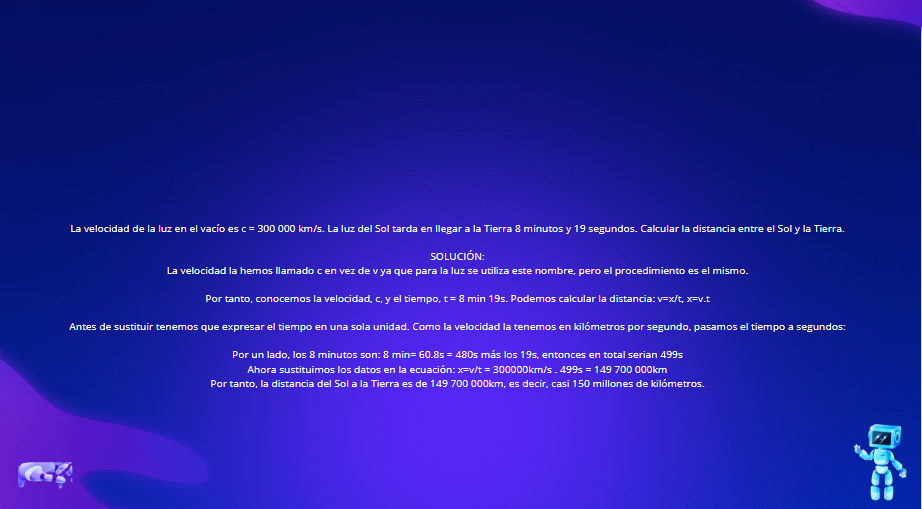 La velocidad de la luz en el vacío es c = 300 000 km/s. La luz del Sol tarda en llegar a la Tierra 8 minutos y 19 segundos. Calcular la distancia entre el Sol y la Tierra.
SOLUCIÓN:
La velocidad la hemos llamado c en vez de v ya que para la luz se utiliza este nombre, pero el procedimiento es el mismo.
Por tanto, conocemos la velocidad, c, y el tiempo, t = 8 min 19s. Podemos calcular la distancia: v=x/t, x=v.t
Antes de sustituir tenemos que expresar el tiempo en una sola unidad. Como la velocidad la tenemos en kilómetros por segundo, pasamos el tiempo a segundos:
Por un lado, los 8 minutos son: 8 min= 60.8s = 480s más los 19s, entonces en total serian 499s
Ahora sustituimos los datos en la ecuación: x=v/t = 300000km/s . 499s = 149 700 000km
Por tanto, la distancia del Sol a la Tierra es de 149 700 000km, es decir, casi 150 millones de kilómetros.